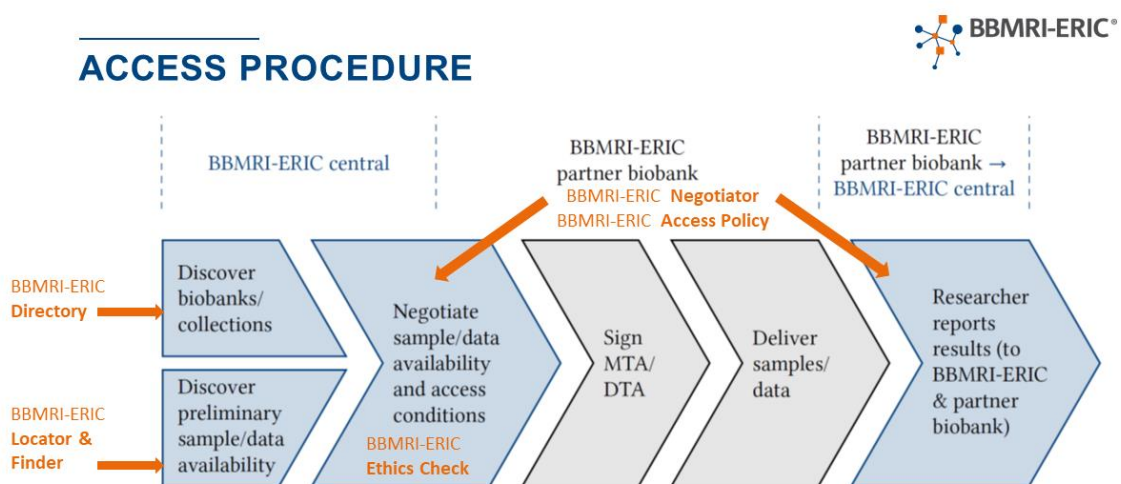 BBMRI-ERIC®
ACCESS PROCEDURE
BBMRI-ERIC central
BBMRI-ERIC
partner biobank
BBMRI-ERIC
partner biobank →
BBMRI-ERIC central
BBMRI-ERIC Negotiator
BBMRI-ERIC Access Policy
BBMRI-ERIC
Directory
Discover
biobanks/
collections
BBMRI-ERIC
Locator &
Finder
Discover
preliminary
sample/data
availability
Negotiate
sample/data
availability
and access
conditions
BBMRI-ERIC
Ethics Check
Sign
MTA/
DTA
Deliver
samples/
data
Researcher
reports
results (to
BBMRI-ERIC
& partner
biobank)